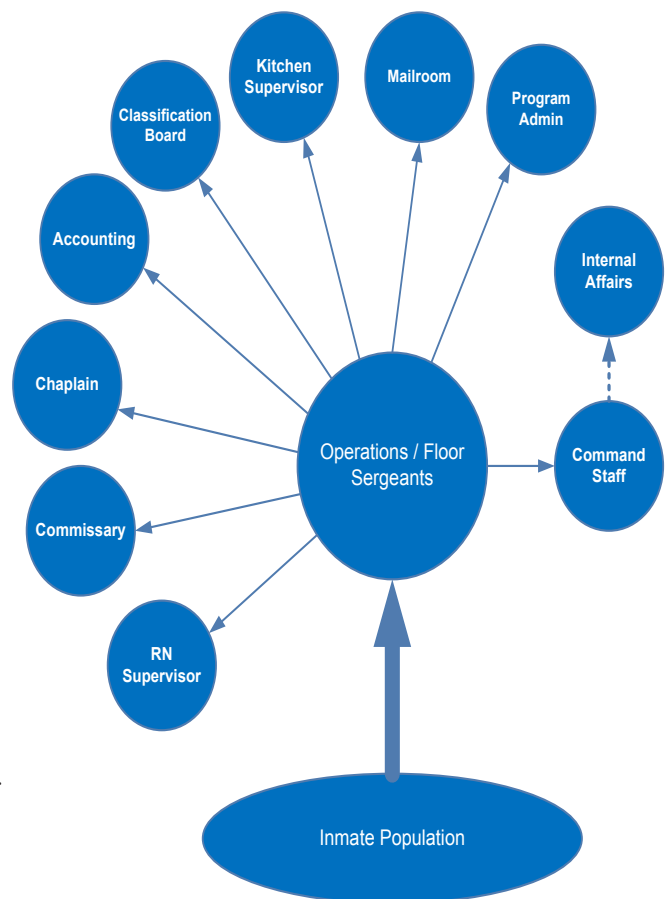 Kitchen
Supervisor
Mailroom
Program
Admin
Classification
Board
Accounting
Internal
Affairs
Chaplain
Operations / Floor
Sergeants
Command
Staff
Commissary
RN
Supervisor
.
Inmate Population